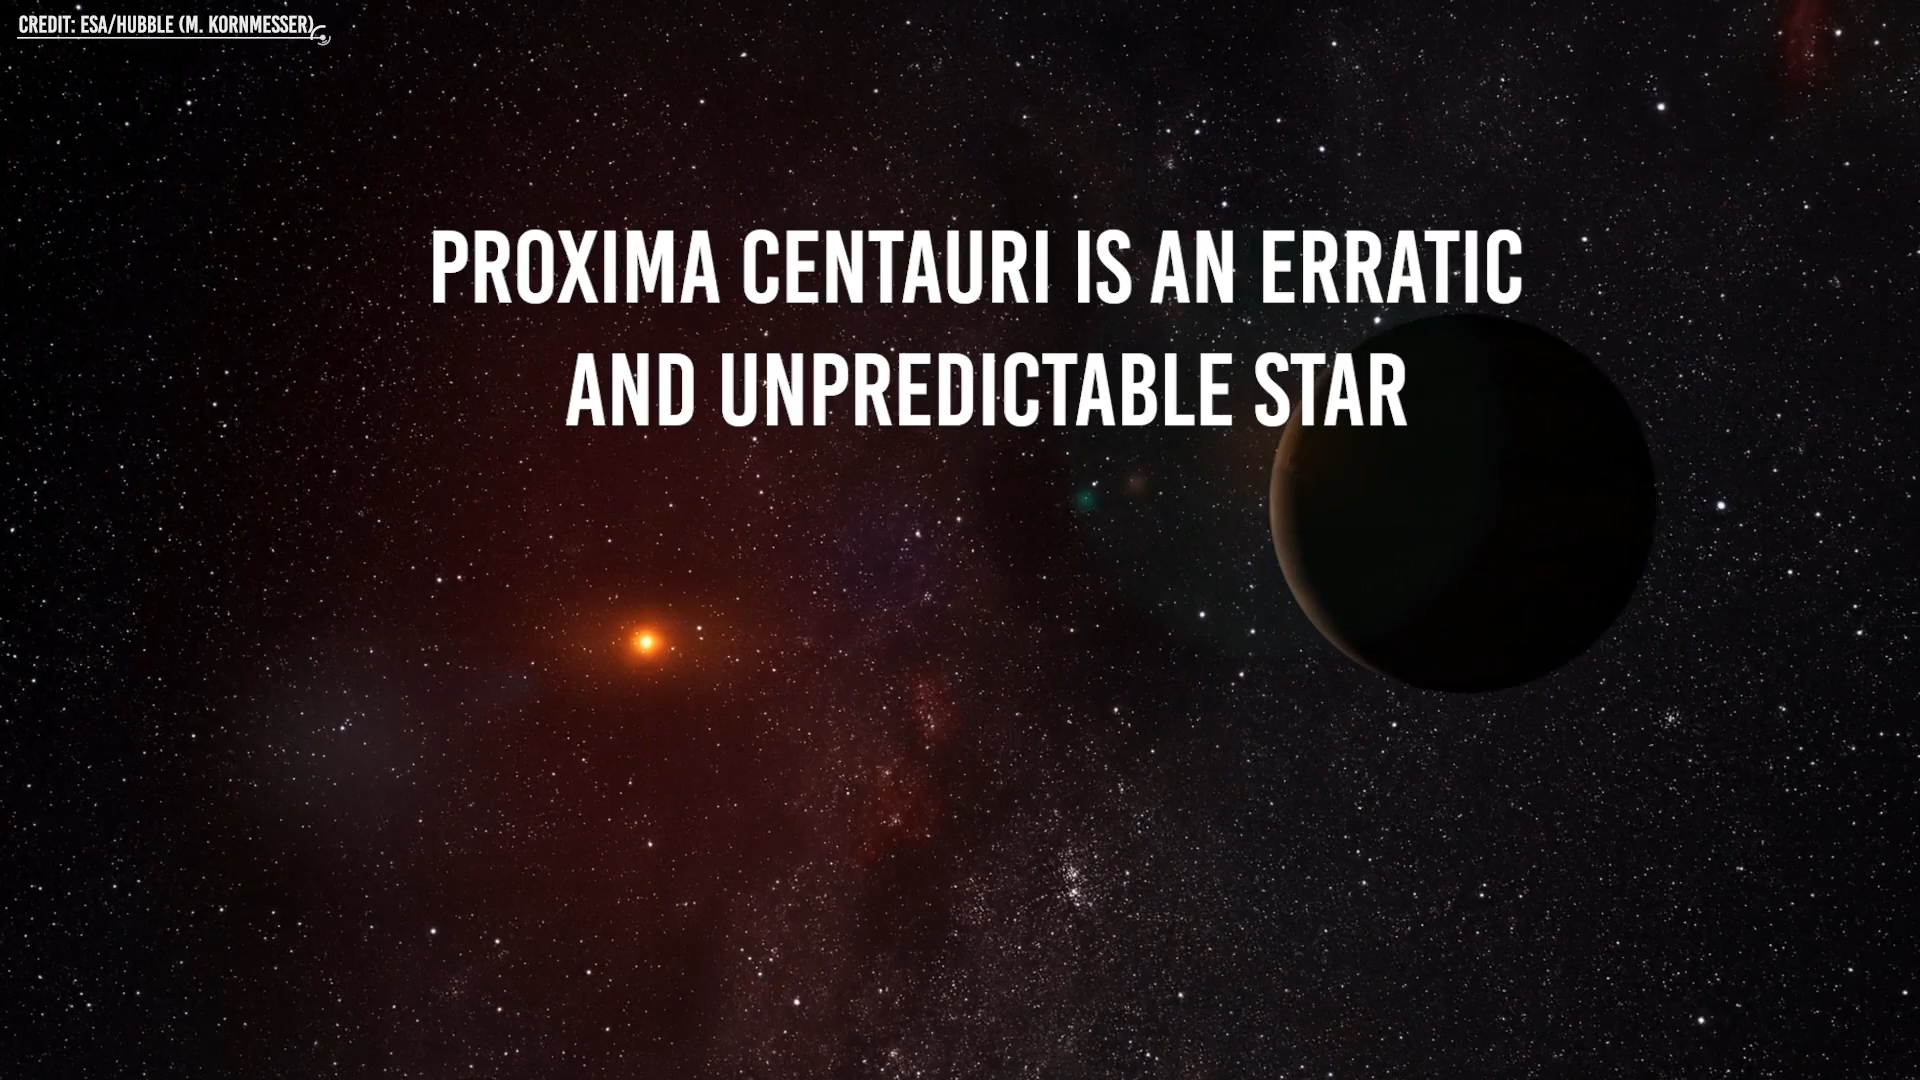 CREDIT: ESA/HUBBLE (M. KORNMESSER)
PROXIMA CENTAURI IS AN ERRATIC
AND UNPREDICTABLE STAR